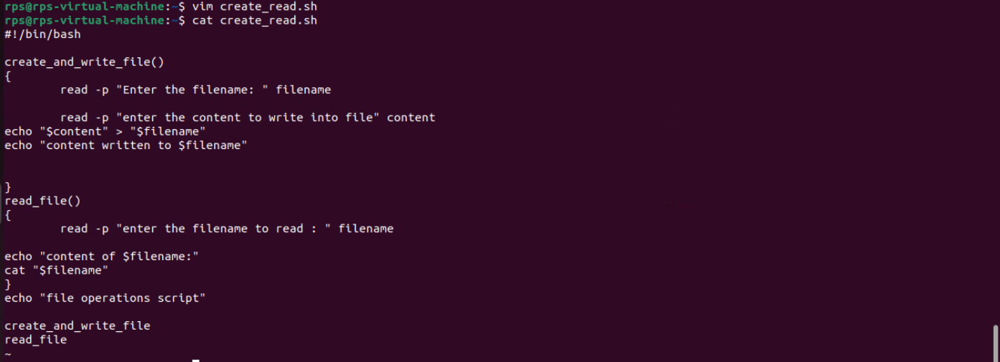 rps@rps-virtual-machine:~$ vim create_read.sh
rps@rps-virtual-machine:~$ cat create_read.sh
#!/bin/bash

create_and_write_file()
{
        read -p "Enter the filename: " filename

        read -p "enter the content to write into file" content
echo "$content" > "$filename"
echo "content written to $filename"


}
read_file()
{
        read -p "enter the filename to read : " filename

echo "content of $filename:"
cat "$filename"
}
echo "file operations script"

create_and_write_file
read_file
~